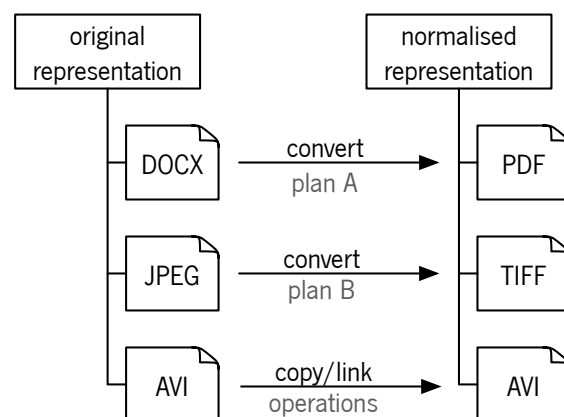 original
representation
normalised
representation
DOCX
convert
plan A
PDF
JPEG
convert
plan B
TIFF
AVI
copy/link
operations
AVI